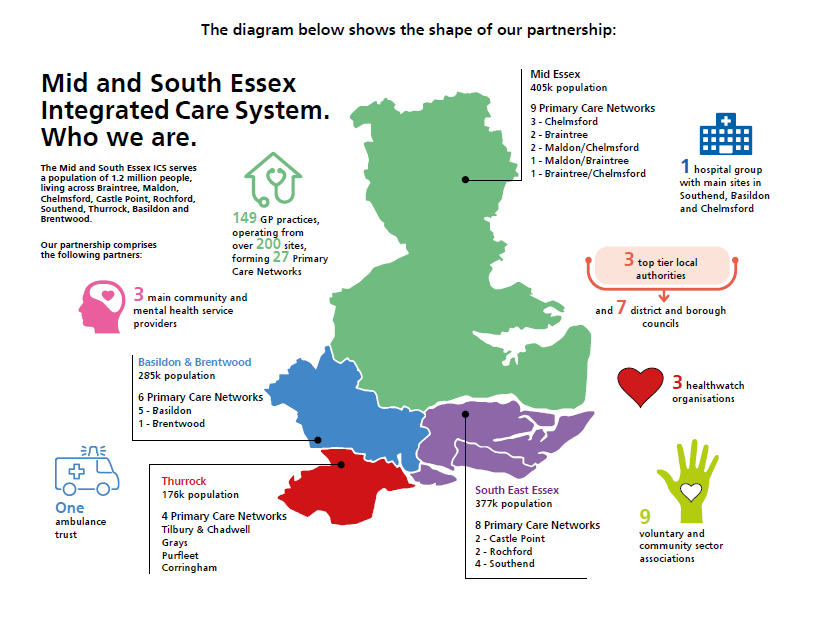 The diagram below shows the shape of our partnership:
Mid and South Essex
Integrated Care System.
Who we are.
The Mid and South Essex ICS serves
a population of 1.2 million people,
living across Braintree, Maldon,
Chelmsford, Castle Point, Rochford,
Southend, Thurrock, Basildon and
Brentwood.
Our partnership comprises
the following partners:
149 GP practices,
operating from
over 200 sites,
forming 27 Primary
Care Networks
3 main community and
mental health service
providers
Mid Essex
405k population
9 Primary Care Networks
3 - Chelmsford
2 - Braintree
2 - Maldon/Chelmsford
1 - Maldon/Braintree
1 - Braintree/Chelmsford
1 hospital group
with main sites in
Southend, Basildon
and Chelmsford
3 top tier local
authorities
and 7 district and borough
councils
3 healthwatch
organisations
Basildon & Brentwood
285k population
6 Primary Care Networks
5 - Basildon
1 - Brentwood
One
ambulance
trust
Thurrock
176k population
4 Primary Care Networks
Tilbury & Chadwell
Grays
Purfleet
Corringham
South East Essex
377k population
8 Primary Care Networks
2 - Castle Point
2 - Rochford
4 - Southend
9
voluntary and
community sector
associations